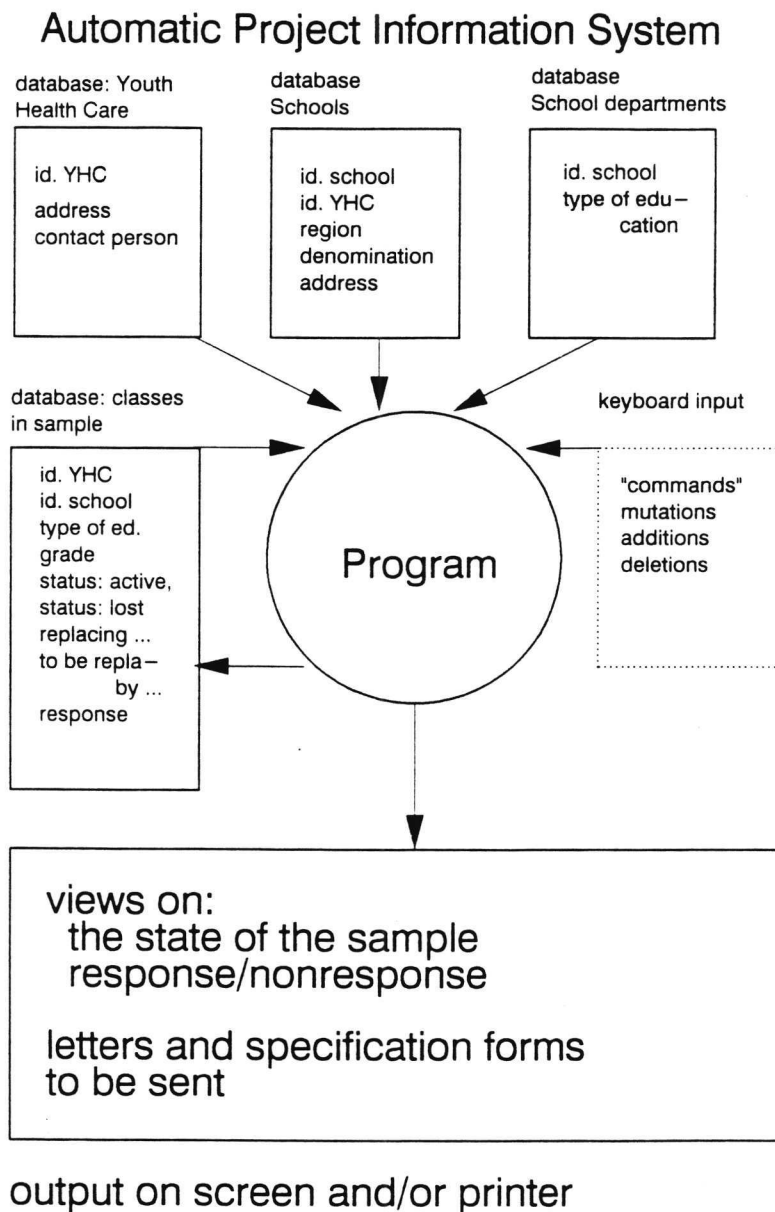 Automatic Project Information System
database: Youth
Health Care
id. YHC
address
contact person
database
Schools
id. school
id. YHC
region
denomination
address
database
School departments
id. school
type of edu–
cation
database: classes
in sample
id. YHC
id. school
type of ed.
grade
status: active,
status: lost
replacing ...
to be repla–
by ...
response
Program
keyboard input
"commands"
mutations
additions
deletions
views on:
the state of the sample
response/nonresponse
letters and specification forms
to be sent
output on screen and/or printer